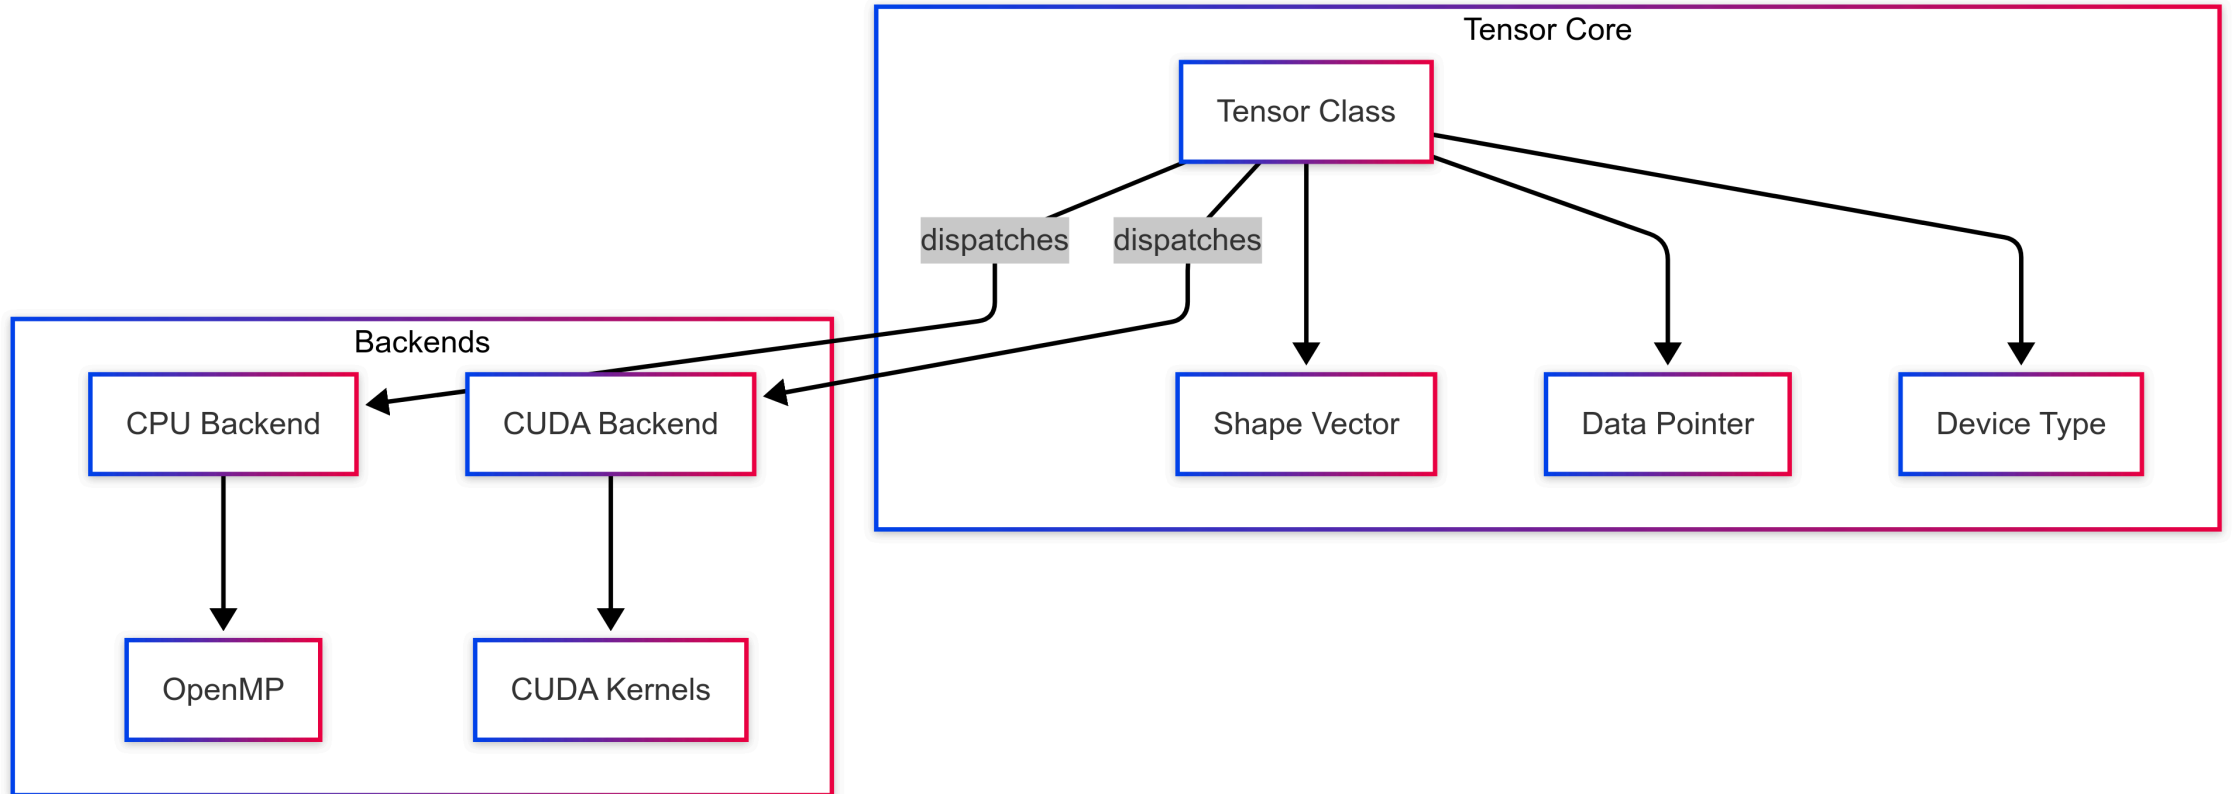 Tensor Core
Tensor Class
dispatches
dispatches
Backends
CPU Backend
CUDA Backend
Shape Vector
Data Pointer
Device Type
OpenMP
CUDA Kernels